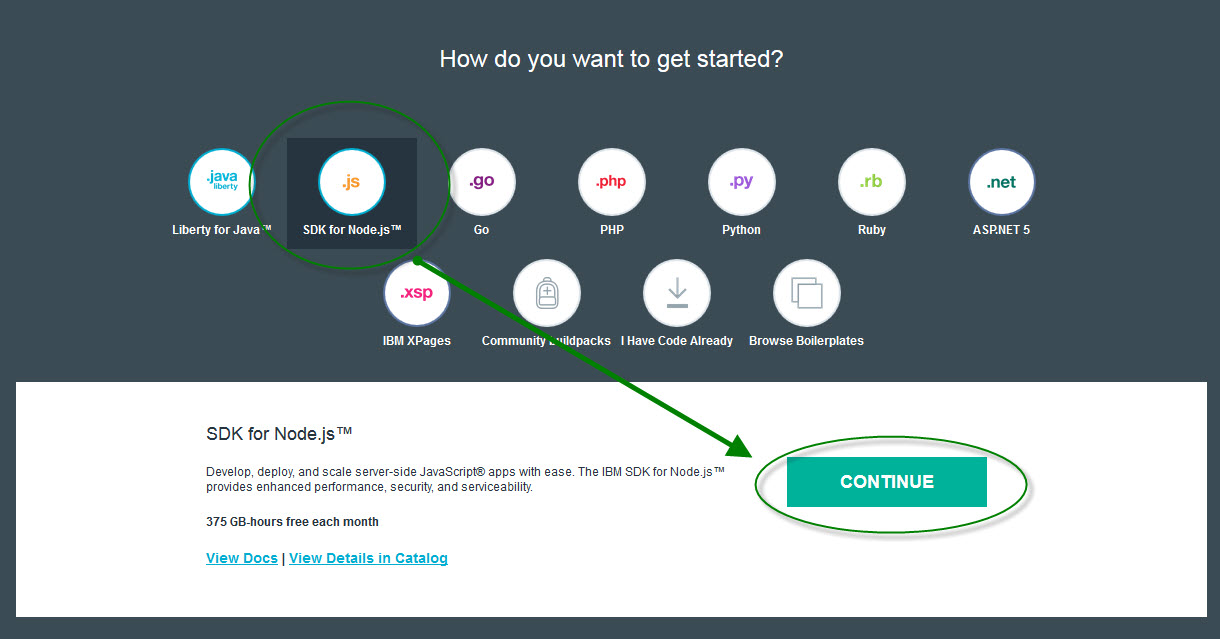 How do you want to get started?
.java
liberty
.js
.go
.php
.py
.rb
.net
Liberty for Java™
SDK for Node.js™
Go
PHP
Python
Ruby
ASP.NET 5
.xsp
IBM XPages
Community Buildpacks
I Have Code Already
Browse Boilerplates
SDK for Node.js™
Develop, deploy, and scale server-side JavaScript® apps with ease. The IBM SDK for Node.js™
provides enhanced performance, security, and serviceability.
375 GB-hours free each month
View Docs | View Details in Catalog
CONTINUE